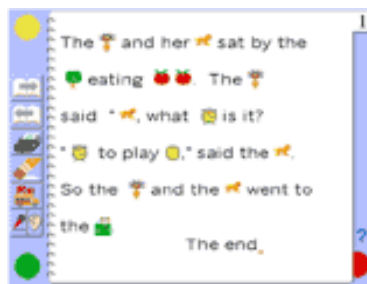 The and her sat by the
eating . The
said " , what is it?
" to play ," said the .
So the and the went to
the
The end.
1
?